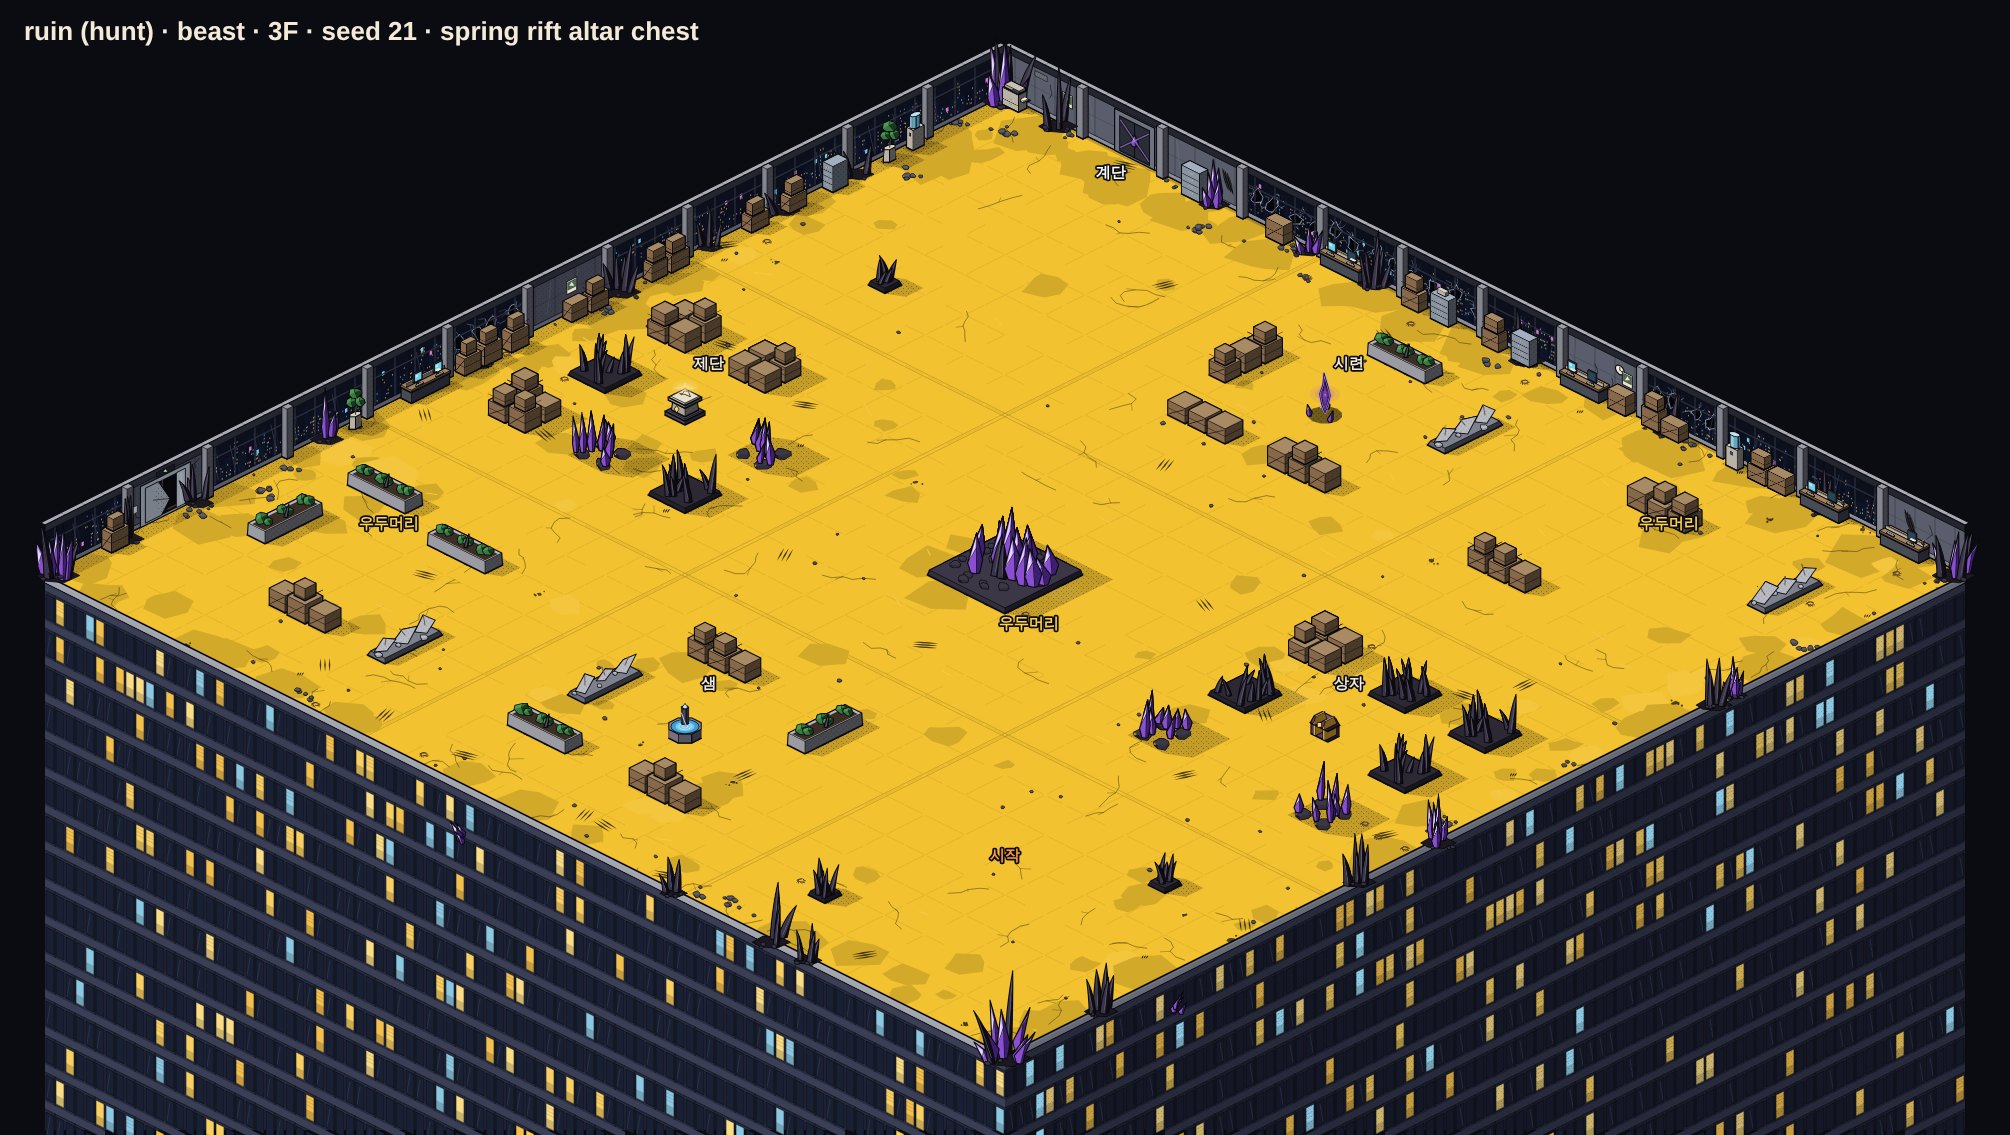 ruin (hunt) · beast · 3F · seed 21 · spring rift altar chest
계단
제단
시련
우두머리
우두머리
우두머리
샘
상자
시작